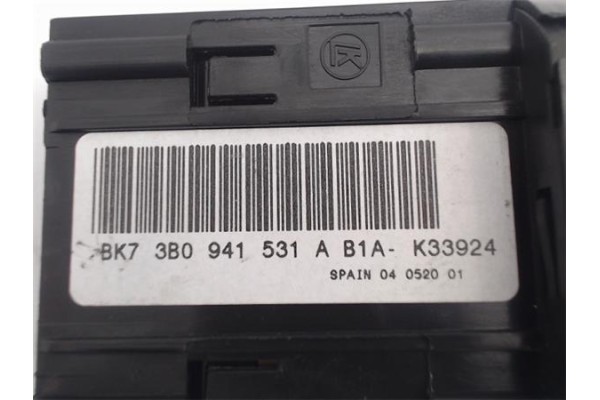 BK7 3B0 941 531 A B1A- K33924
SPAIN 04 0520 01